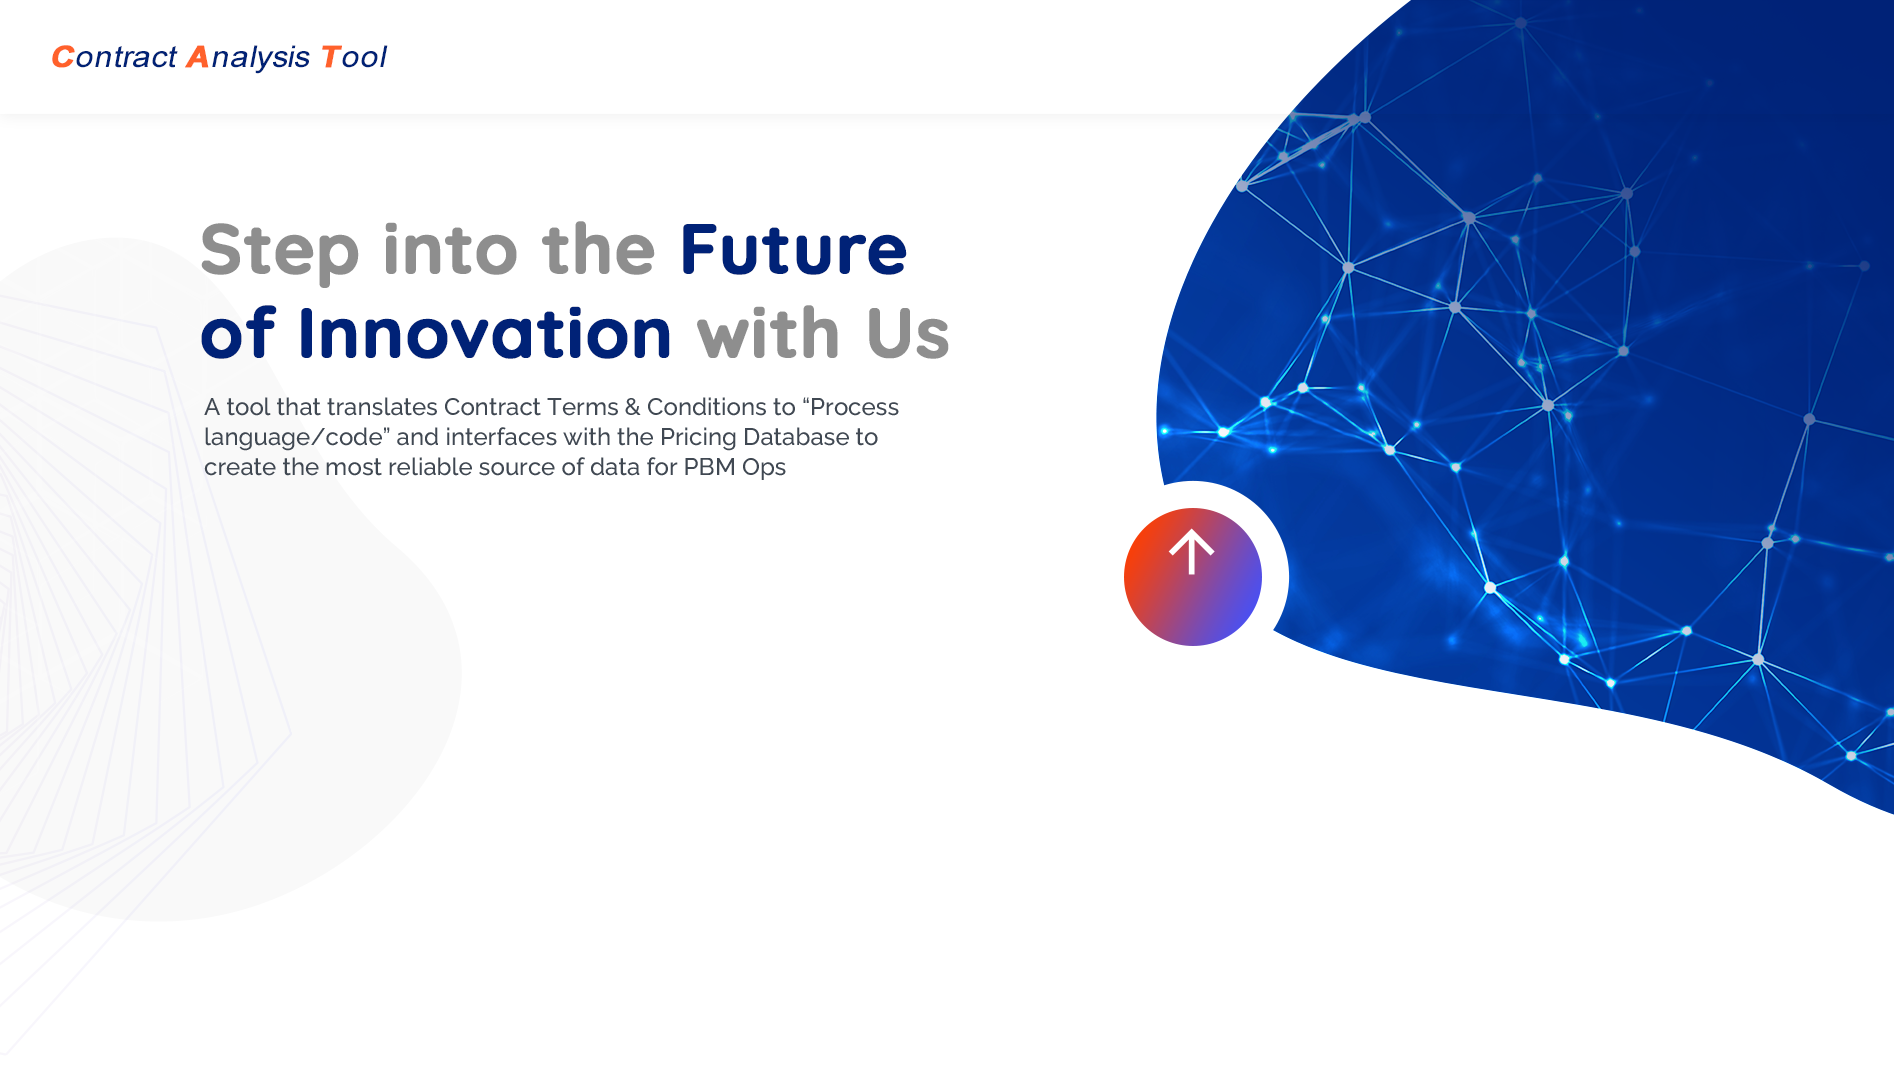 Contract Analysis Tool
Step into the Future
of Innovation with Us
A tool that translates Contract Terms & Conditions to “Process
language/code” and interfaces with the Pricing Database to
create the most reliable source of data for PBM Ops